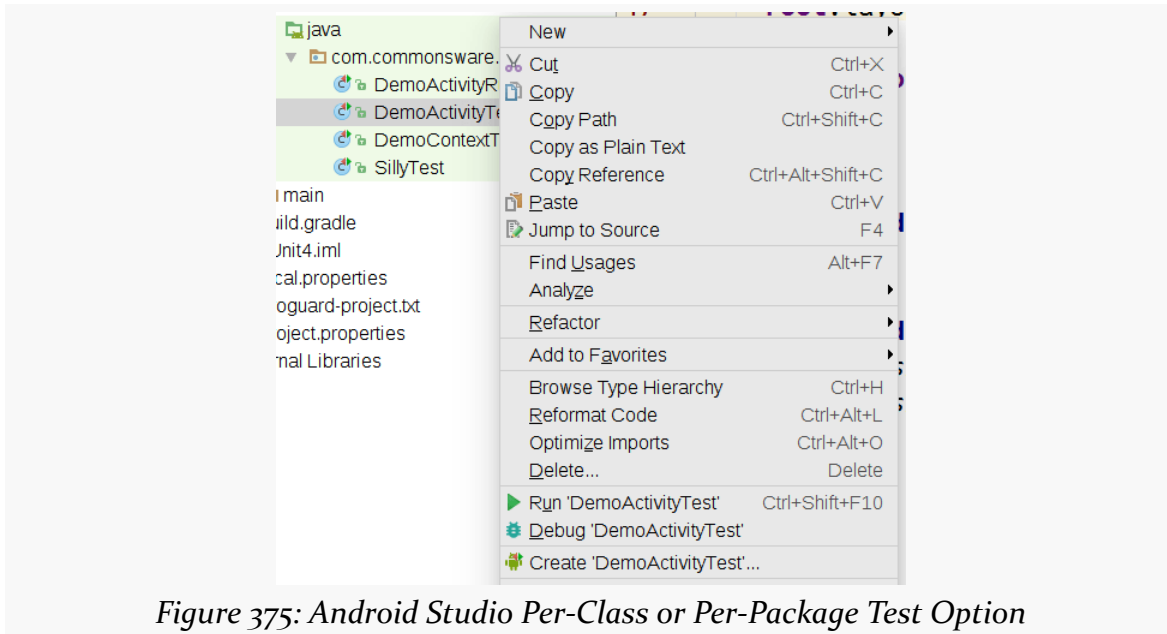 java
com.commonsware.
DemoActivityR
DemoActivityTe
DemoContextT
SillyTest
main
ild.gradle
Unit4.iml
cal.properties
oguard-project.txt
oject.properties
nal Libraries
New
Cut Ctrl+X
Copy Ctrl+C
Copy Path Ctrl+Shift+C
Copy as Plain Text
Copy Reference Ctrl+Alt+Shift+C
Paste Ctrl+V
Jump to Source F4
Find Usages Alt+F7
Analyze
Refactor
Add to Favorites
Browse Type Hierarchy Ctrl+H
Reformat Code Ctrl+Alt+L
Optimize Imports Ctrl+Alt+O
Delete... Delete
Run 'DemoActivityTest' Ctrl+Shift+F10
Debug 'DemoActivityTest'
Create 'DemoActivityTest'...
Figure 375: Android Studio Per-Class or Per-Package Test Option